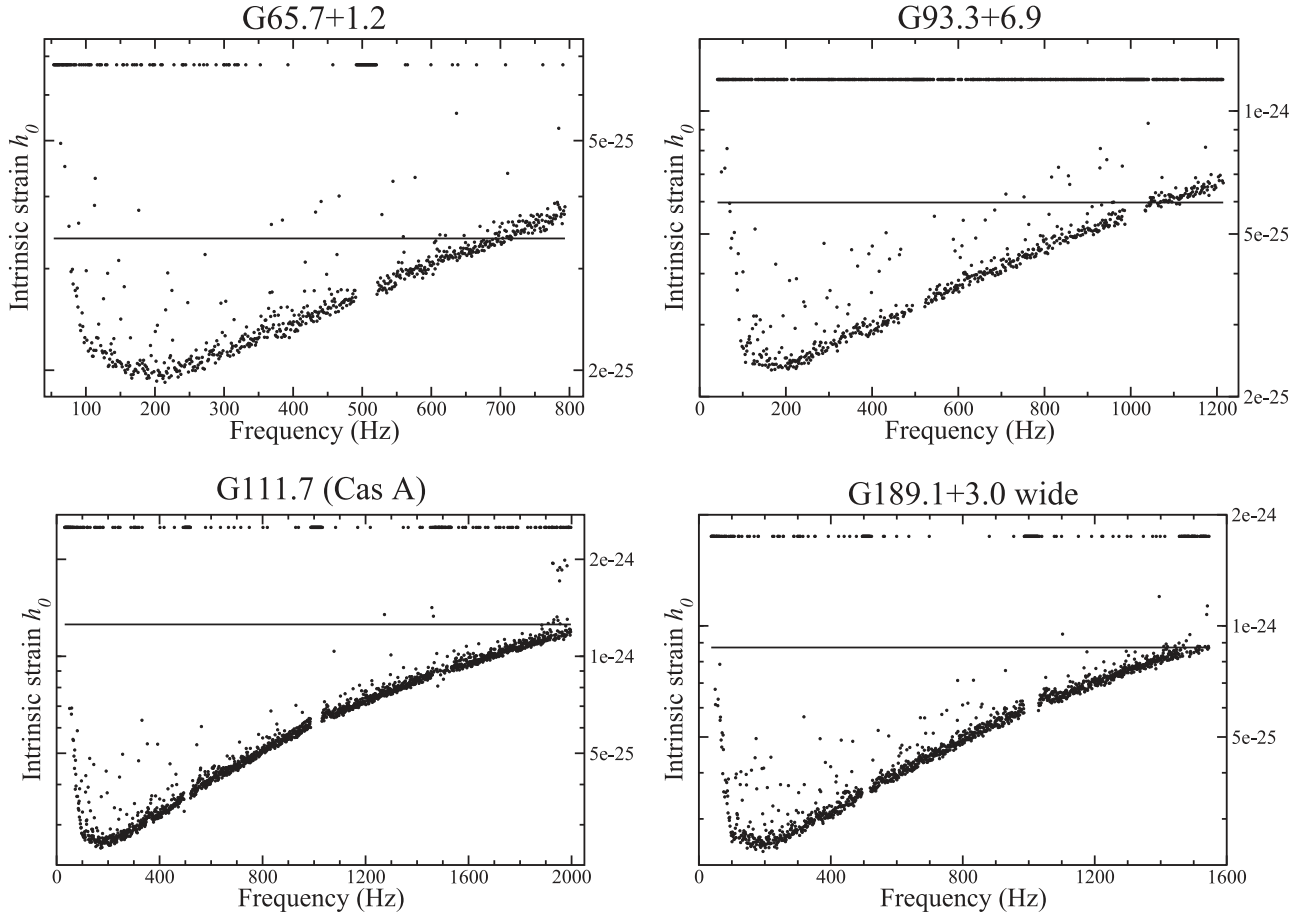 G65.7+1.2
Intrinsic strain h₀
5e-25
2e-25
100 200 300 400 500 600 700 800
Frequency (Hz)
G93.3+6.9
Intrinsic strain h₀
1e-24
5e-25
2e-25
0 200 400 600 800 1000 1200
Frequency (Hz)
G111.7 (Cas A)
Intrinsic strain h₀
2e-24
1e-24
5e-25
0 400 800 1200 1600 2000
Frequency (Hz)
G189.1+3.0 wide
Intrinsic strain h₀
2e-24
1e-24
5e-25
0 400 800 1200 1600
Frequency (Hz)